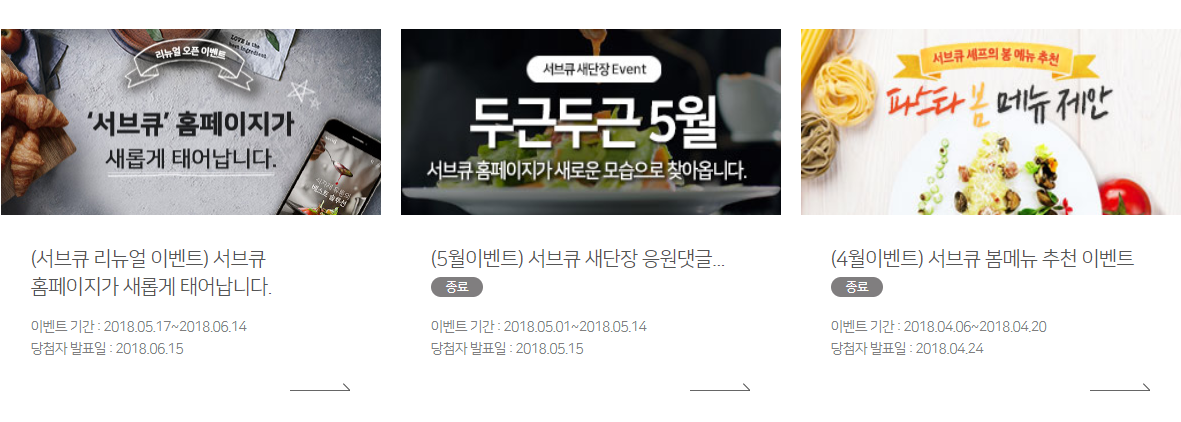 리뉴얼 오픈 이벤트
'서브큐' 홈페이지가
새롭게 태어납니다.
LOVE is the
베스트 솔루션
(서브큐 리뉴얼 이벤트) 서브큐
홈페이지가 새롭게 태어납니다.
이벤트 기간 : 2018.05.17~2018.06.14
당첨자 발표일 : 2018.06.15
서브큐 새단장 Event
두근두근 5월
서브큐 홈페이지가 새로운 모습으로 찾아옵니다.
(5월이벤트) 서브큐 새단장 응원댓글...
종료
이벤트 기간 : 2018.05.01~2018.05.14
당첨자 발표일 : 2018.05.15
서브큐 셰프의 봄 메뉴 추천
파스타 봄 메뉴 제안
(4월이벤트) 서브큐 봄메뉴 추천 이벤트
종료
이벤트 기간 : 2018.04.06~2018.04.20
당첨자 발표일 : 2018.04.24